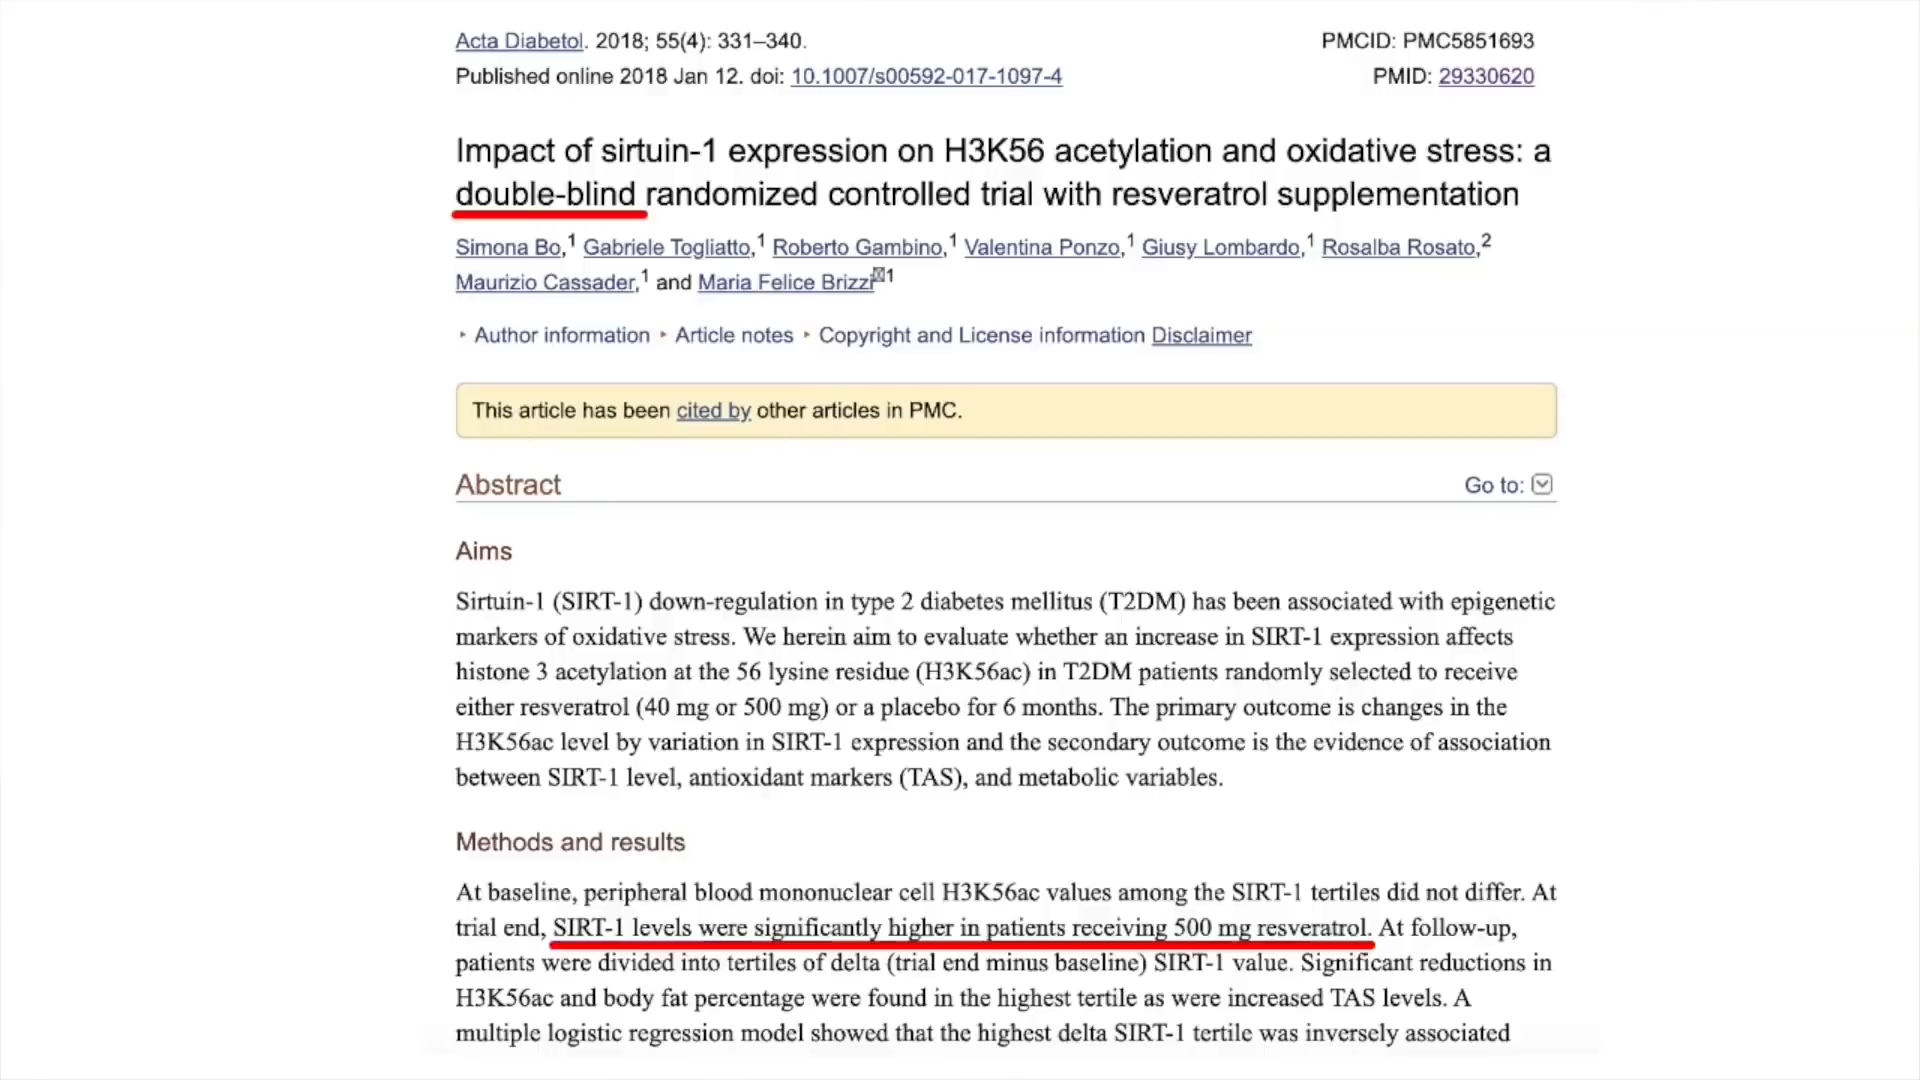 Acta Diabetol. 2018; 55(4): 331–340.
PMCID: PMC5851693
Published online 2018 Jan 12. doi: 10.1007/s00592-017-1097-4
PMID: 29330620
Impact of sirtuin-1 expression on H3K56 acetylation and oxidative stress: a
double-blind randomized controlled trial with resveratrol supplementation
Simona Bo,1 Gabriele Togliatto,1 Roberto Gambino,1 Valentina Ponzo,1 Giusy Lombardo,1 Rosalba Rosato,2
Maurizio Cassader,1 and Maria Felice Brizzi1
Author information Article notes Copyright and License information Disclaimer
This article has been cited by other articles in PMC.
Abstract
Go to:
Aims
Sirtuin-1 (SIRT-1) down-regulation in type 2 diabetes mellitus (T2DM) has been associated with epigenetic
markers of oxidative stress. We herein aim to evaluate whether an increase in SIRT-1 expression affects
histone 3 acetylation at the 56 lysine residue (H3K56ac) in T2DM patients randomly selected to receive
either resveratrol (40 mg or 500 mg) or a placebo for 6 months. The primary outcome is changes in the
H3K56ac level by variation in SIRT-1 expression and the secondary outcome is the evidence of association
between SIRT-1 level, antioxidant markers (TAS), and metabolic variables.
Methods and results
At baseline, peripheral blood mononuclear cell H3K56ac values among the SIRT-1 tertiles did not differ. At
trial end, SIRT-1 levels were significantly higher in patients receiving 500 mg resveratrol. At follow-up,
patients were divided into tertiles of delta (trial end minus baseline) SIRT-1 value. Significant reductions in
H3K56ac and body fat percentage were found in the highest tertile as were increased TAS levels. A
multiple logistic regression model showed that the highest delta SIRT-1 tertile was inversely associated